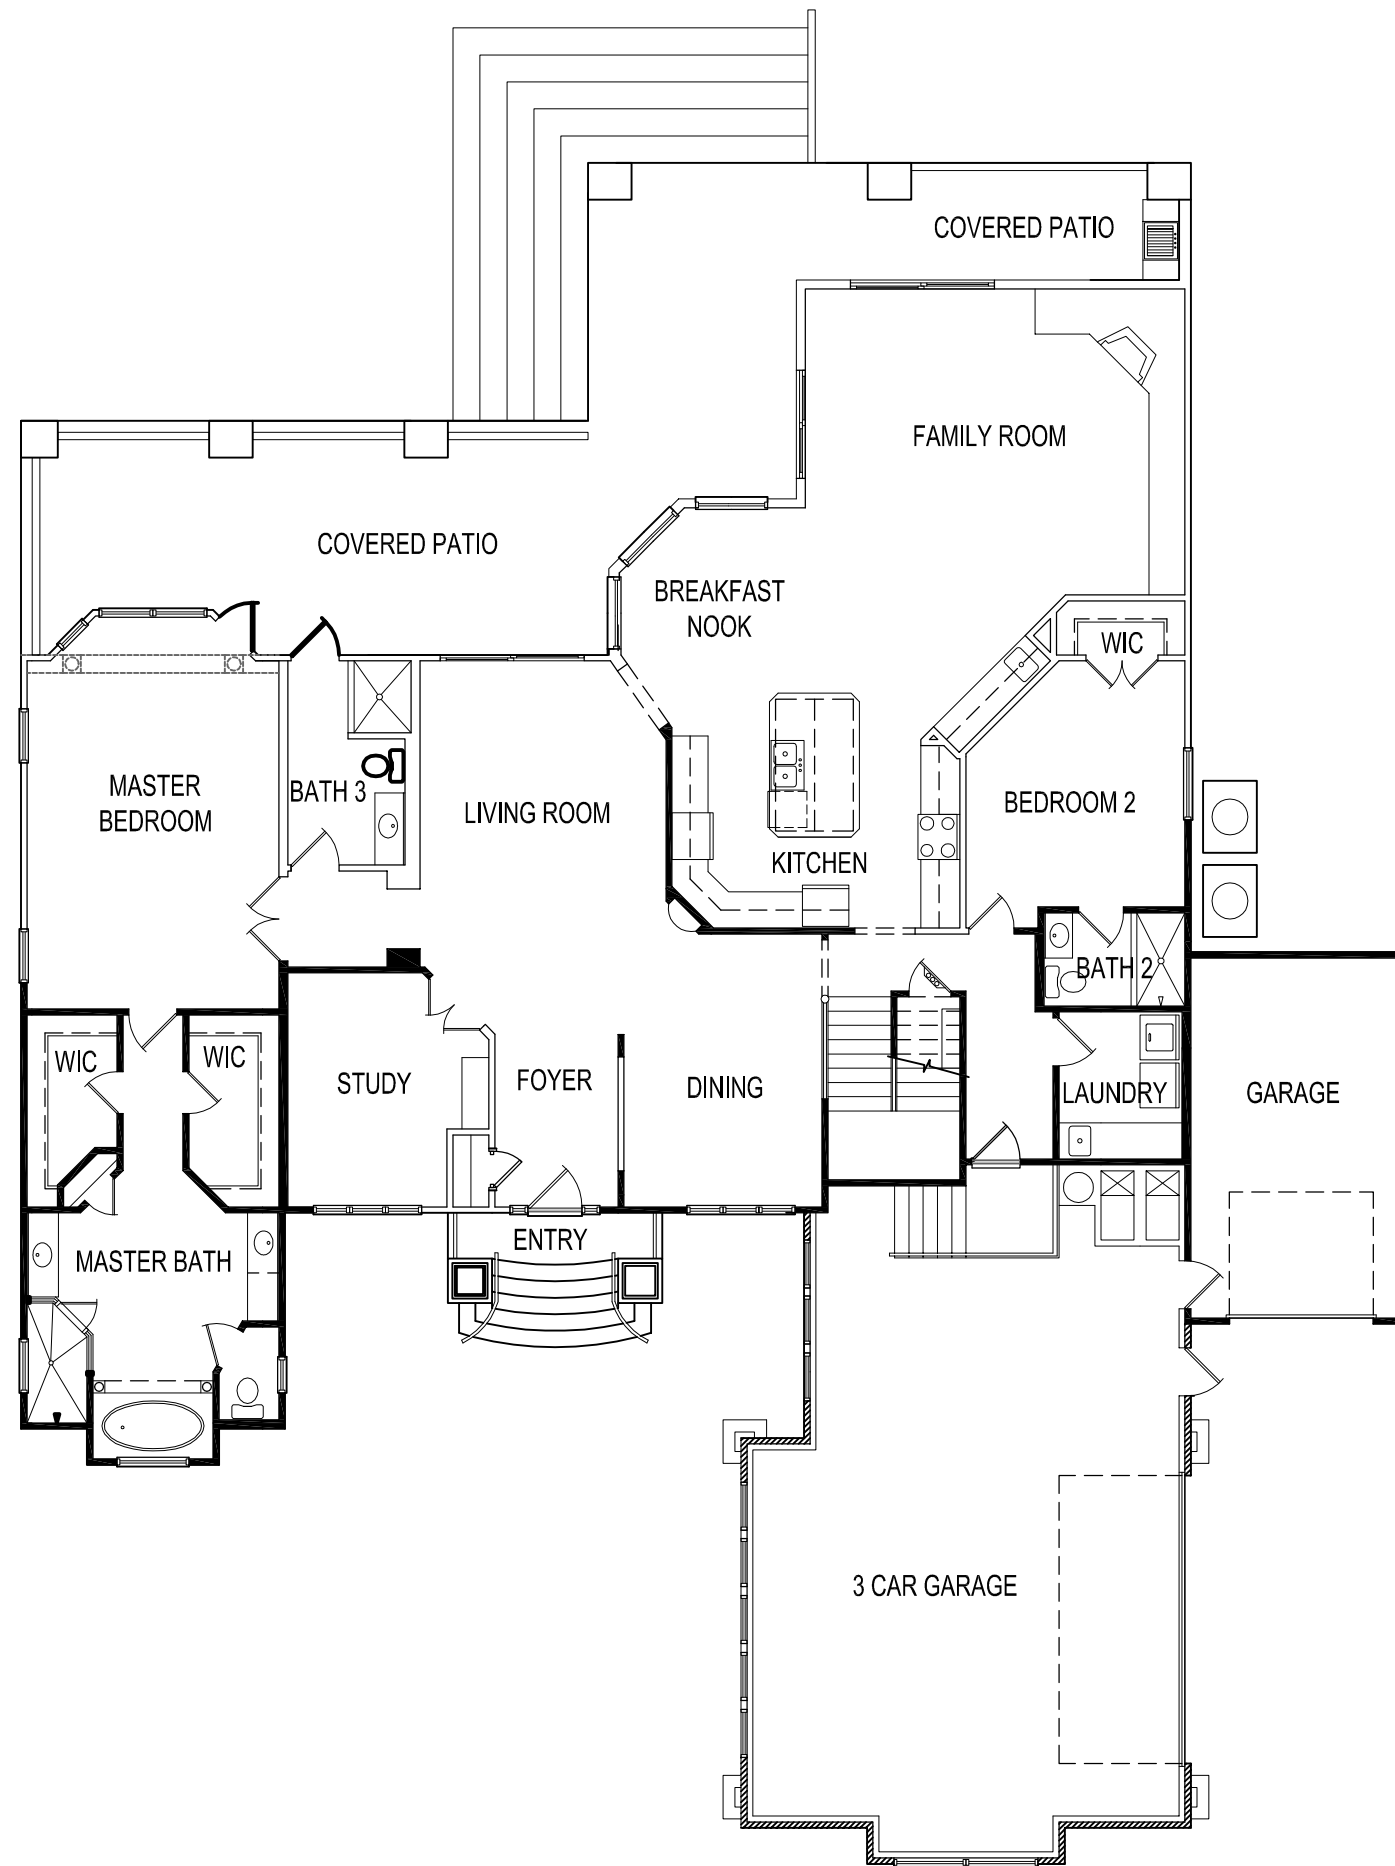 COVERED PATIO
FAMILY ROOM
COVERED PATIO
BREAKFAST
NOOK
WIC
MASTER
BEDROOM
BATH 3
LIVING ROOM
BEDROOM 2
KITCHEN
BATH 2
WIC
WIC
STUDY
FOYER
DINING
LAUNDRY
GARAGE
ENTRY
MASTER BATH
3 CAR GARAGE